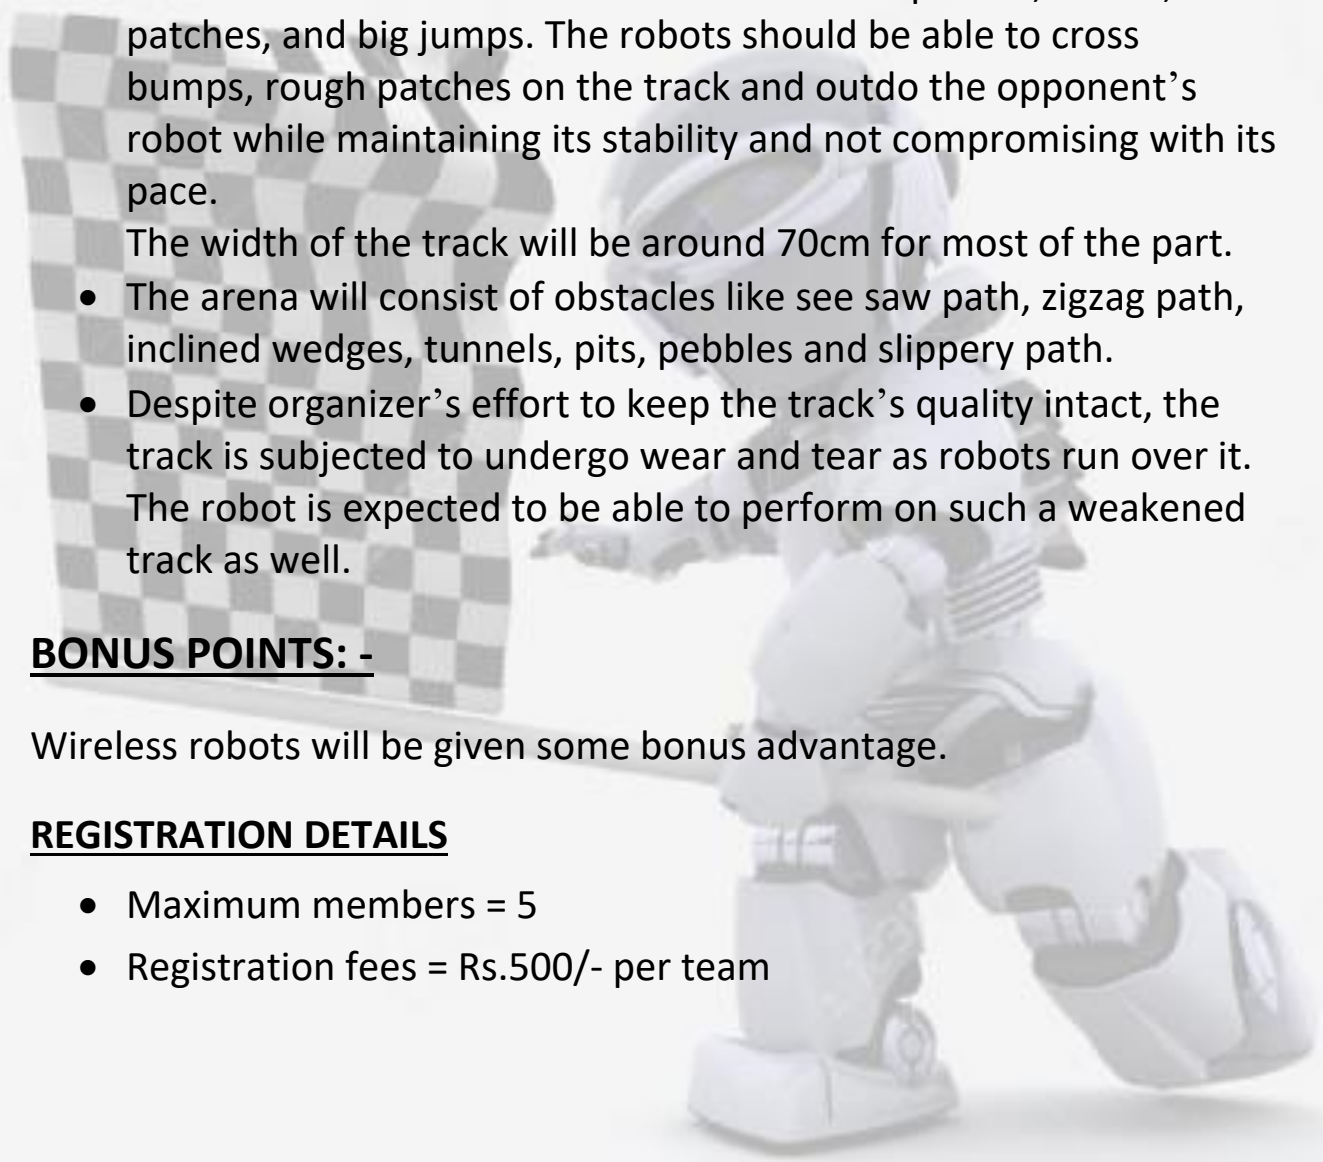 patches, and big jumps. The robots should be able to cross
bumps, rough patches on the track and outdo the opponent’s
robot while maintaining its stability and not compromising with its
pace.
The width of the track will be around 70cm for most of the part.
• The arena will consist of obstacles like see saw path, zigzag path,
inclined wedges, tunnels, pits, pebbles and slippery path.
• Despite organizer’s effort to keep the track’s quality intact, the
track is subjected to undergo wear and tear as robots run over it.
The robot is expected to be able to perform on such a weakened
track as well.
BONUS POINTS: -
Wireless robots will be given some bonus advantage.
REGISTRATION DETAILS
• Maximum members = 5
• Registration fees = Rs.500/- per team